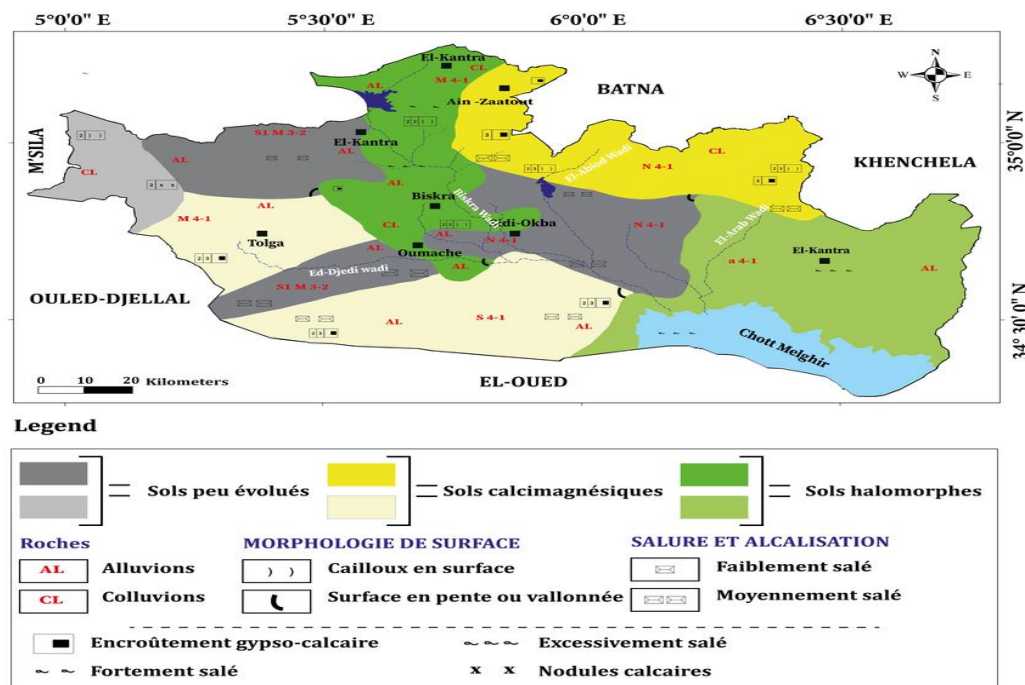 5°0'0" E 5°30'0" E 6°0'0" E 6°30'0" E
El-Kantra
CL
N
W E
S
AL M 4-1
Ain -Zaatout
BATNA
S1 M 3-2
El-Kantra
M'SILA
35°0'0" N
AL AL
CL
N 4-1
CL
KHENCHELA
El-Abiod Wadi
AL
AL
M 4-1
Biskra
Biskra Wadi
El-Arab Wadi
Tolga
CL
AL
N 4-1
N 4-1
El-Kantra
AL
Oumache
a 4-1
AL
Ed-Djedi wadi
AL
OULED-DJELLAL
S1 M 3-2
AL
S 4-1
AL
34°30'0" N
Chott Melghir
0 10 20 Kilometers
EL-OUED
Legend
Sols peu évolués Sols calcimagnésiques Sols halomorphes
Roches MORPHOLOGIE DE SURFACE SALURE ET ALCALISATION
AL Alluvions Cailloux en surface Faiblement salé
CL Colluvions Surface en pente ou vallonnée Moyennement salé
Encroûtement gypso-calcaire Excessivement salé
Fortement salé x x Nodules calcaires